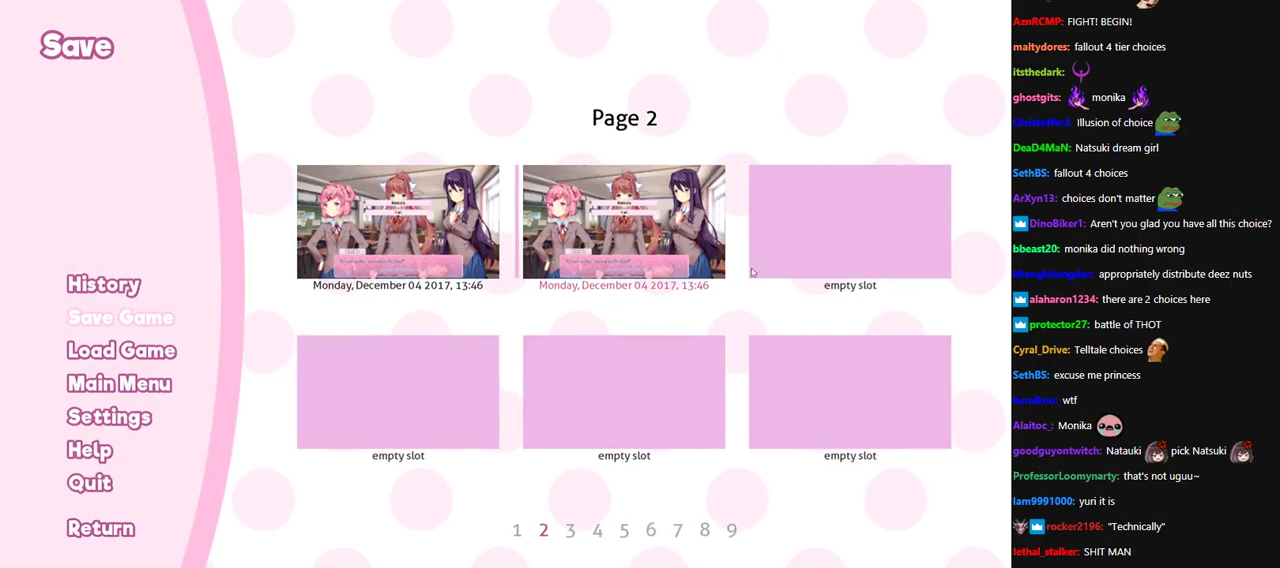 Save
Page 2
Monday, December 04 2017, 13:46
Monday, December 04 2017, 13:46
empty slot
empty slot
empty slot
empty slot
History
Save Game
Load Game
Main Menu
Settings
Help
Quit
Return
1 2 3 4 5 6 7 8 9
AznRCMP: FIGHT! BEGIN!
maltydores: fallout 4 tier choices
itsthedark:
ghostgits: monika
Illusion of choice
DeaD4MaN: Natsuki dream girl
SethBS: fallout 4 choices
ArXyn13: choices don't matter
DinoBiker1: Aren't you glad you have all this choice?
bbeast20: monika did nothing wrong
appropriately distribute deez nuts
alaharon1234: there are 2 choices here
protector27: battle of THOT
Cyral_Drive: Telltale choices
SethBS: excuse me princess
wtf
Alaitoc_: Monika
goodguyontwitch: Natauki pick Natsuki
ProfessorLoomynarty: that's not uguu~
Iam9991000: yuri it is
rocker2196: "Technically"
lethal_stalker: SHIT MAN